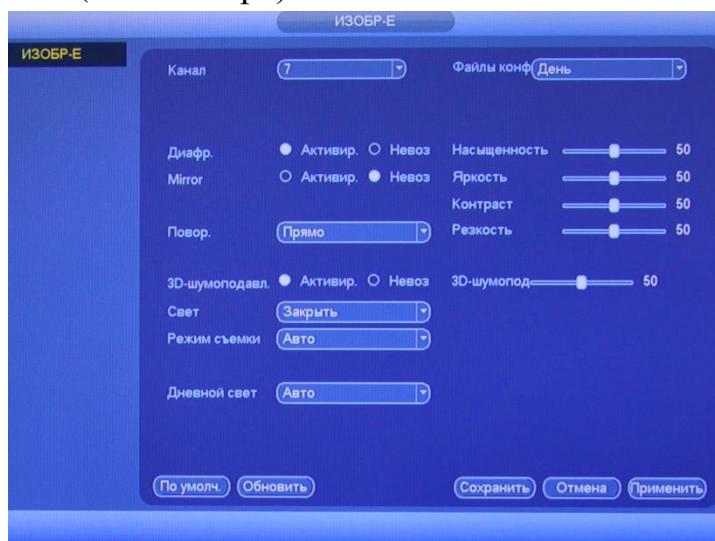 ИЗОБР-Е
ИЗОБР-Е
Канал 7 Файлы конф День
Диафр. Активир. Невоз Насыщенность 50
Mirror Активир. Невоз Яркость 50
Контраст 50
Повор. Прямо Резкость 50
3D-шумоподавл. Активир. Невоз 3D-шумопод 50
Свет Закрыть
Режим съемки Авто
Дневной свет Авто
По умолч. Обновить Сохранить Отмена Применить